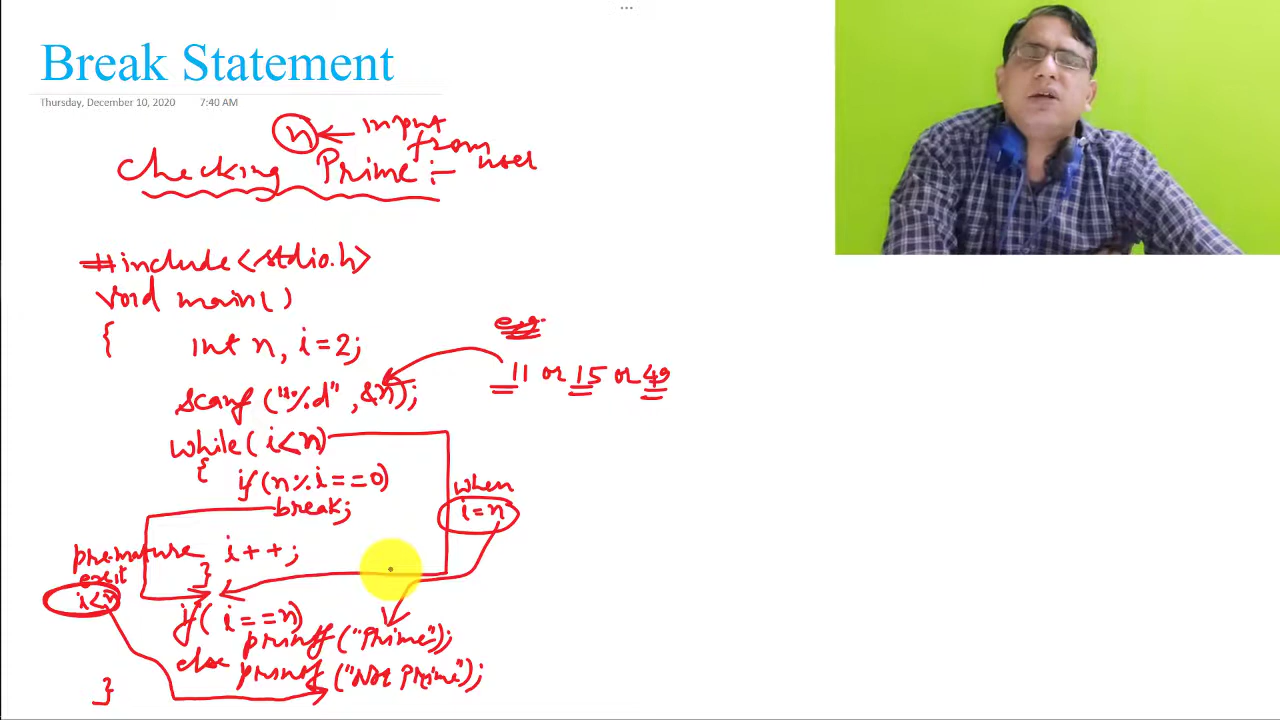 Break Statement
Thursday, December 10, 2020 7:40 AM
n ← input from user
Checking Prime :-
#include <stdio.h>
void main()
{ int n, i=2;
e.g.
11 or 15 or 49
scanf ("%d", &n);
while (i<n)
{ if (n%i==0)
break;
when
i=n
premature i++;
exit }
i<n
if (i==n)
printf ("Prime");
else printf ("Not Prime");
}